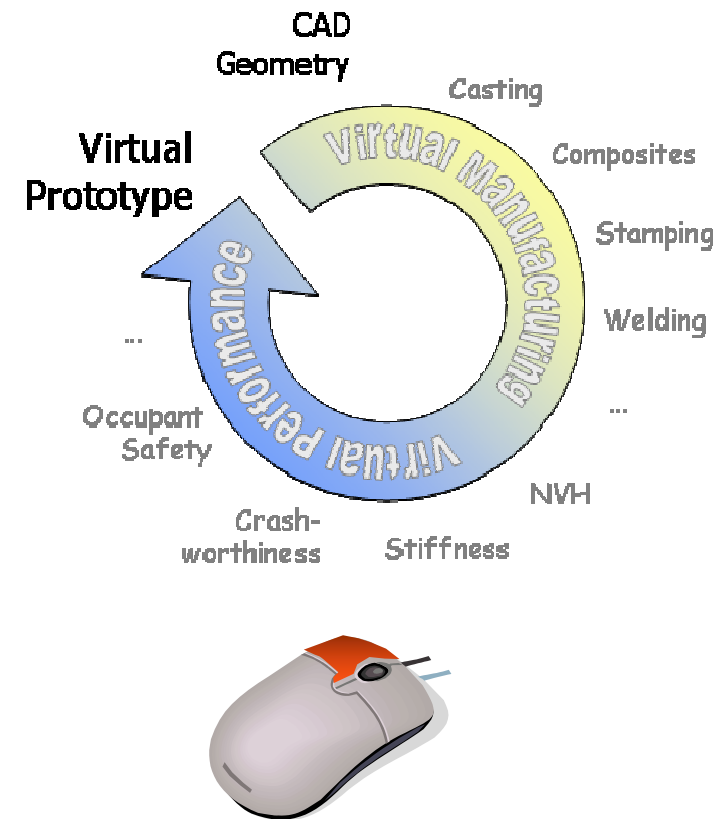 CAD
Geometry
Casting
Composites
Stamping
Welding
...
NVH
Stiffness
Crash-
worthiness
Occupant
Safety
...
Virtual
Prototype
Virtual Manufacturing
Virtual Performance